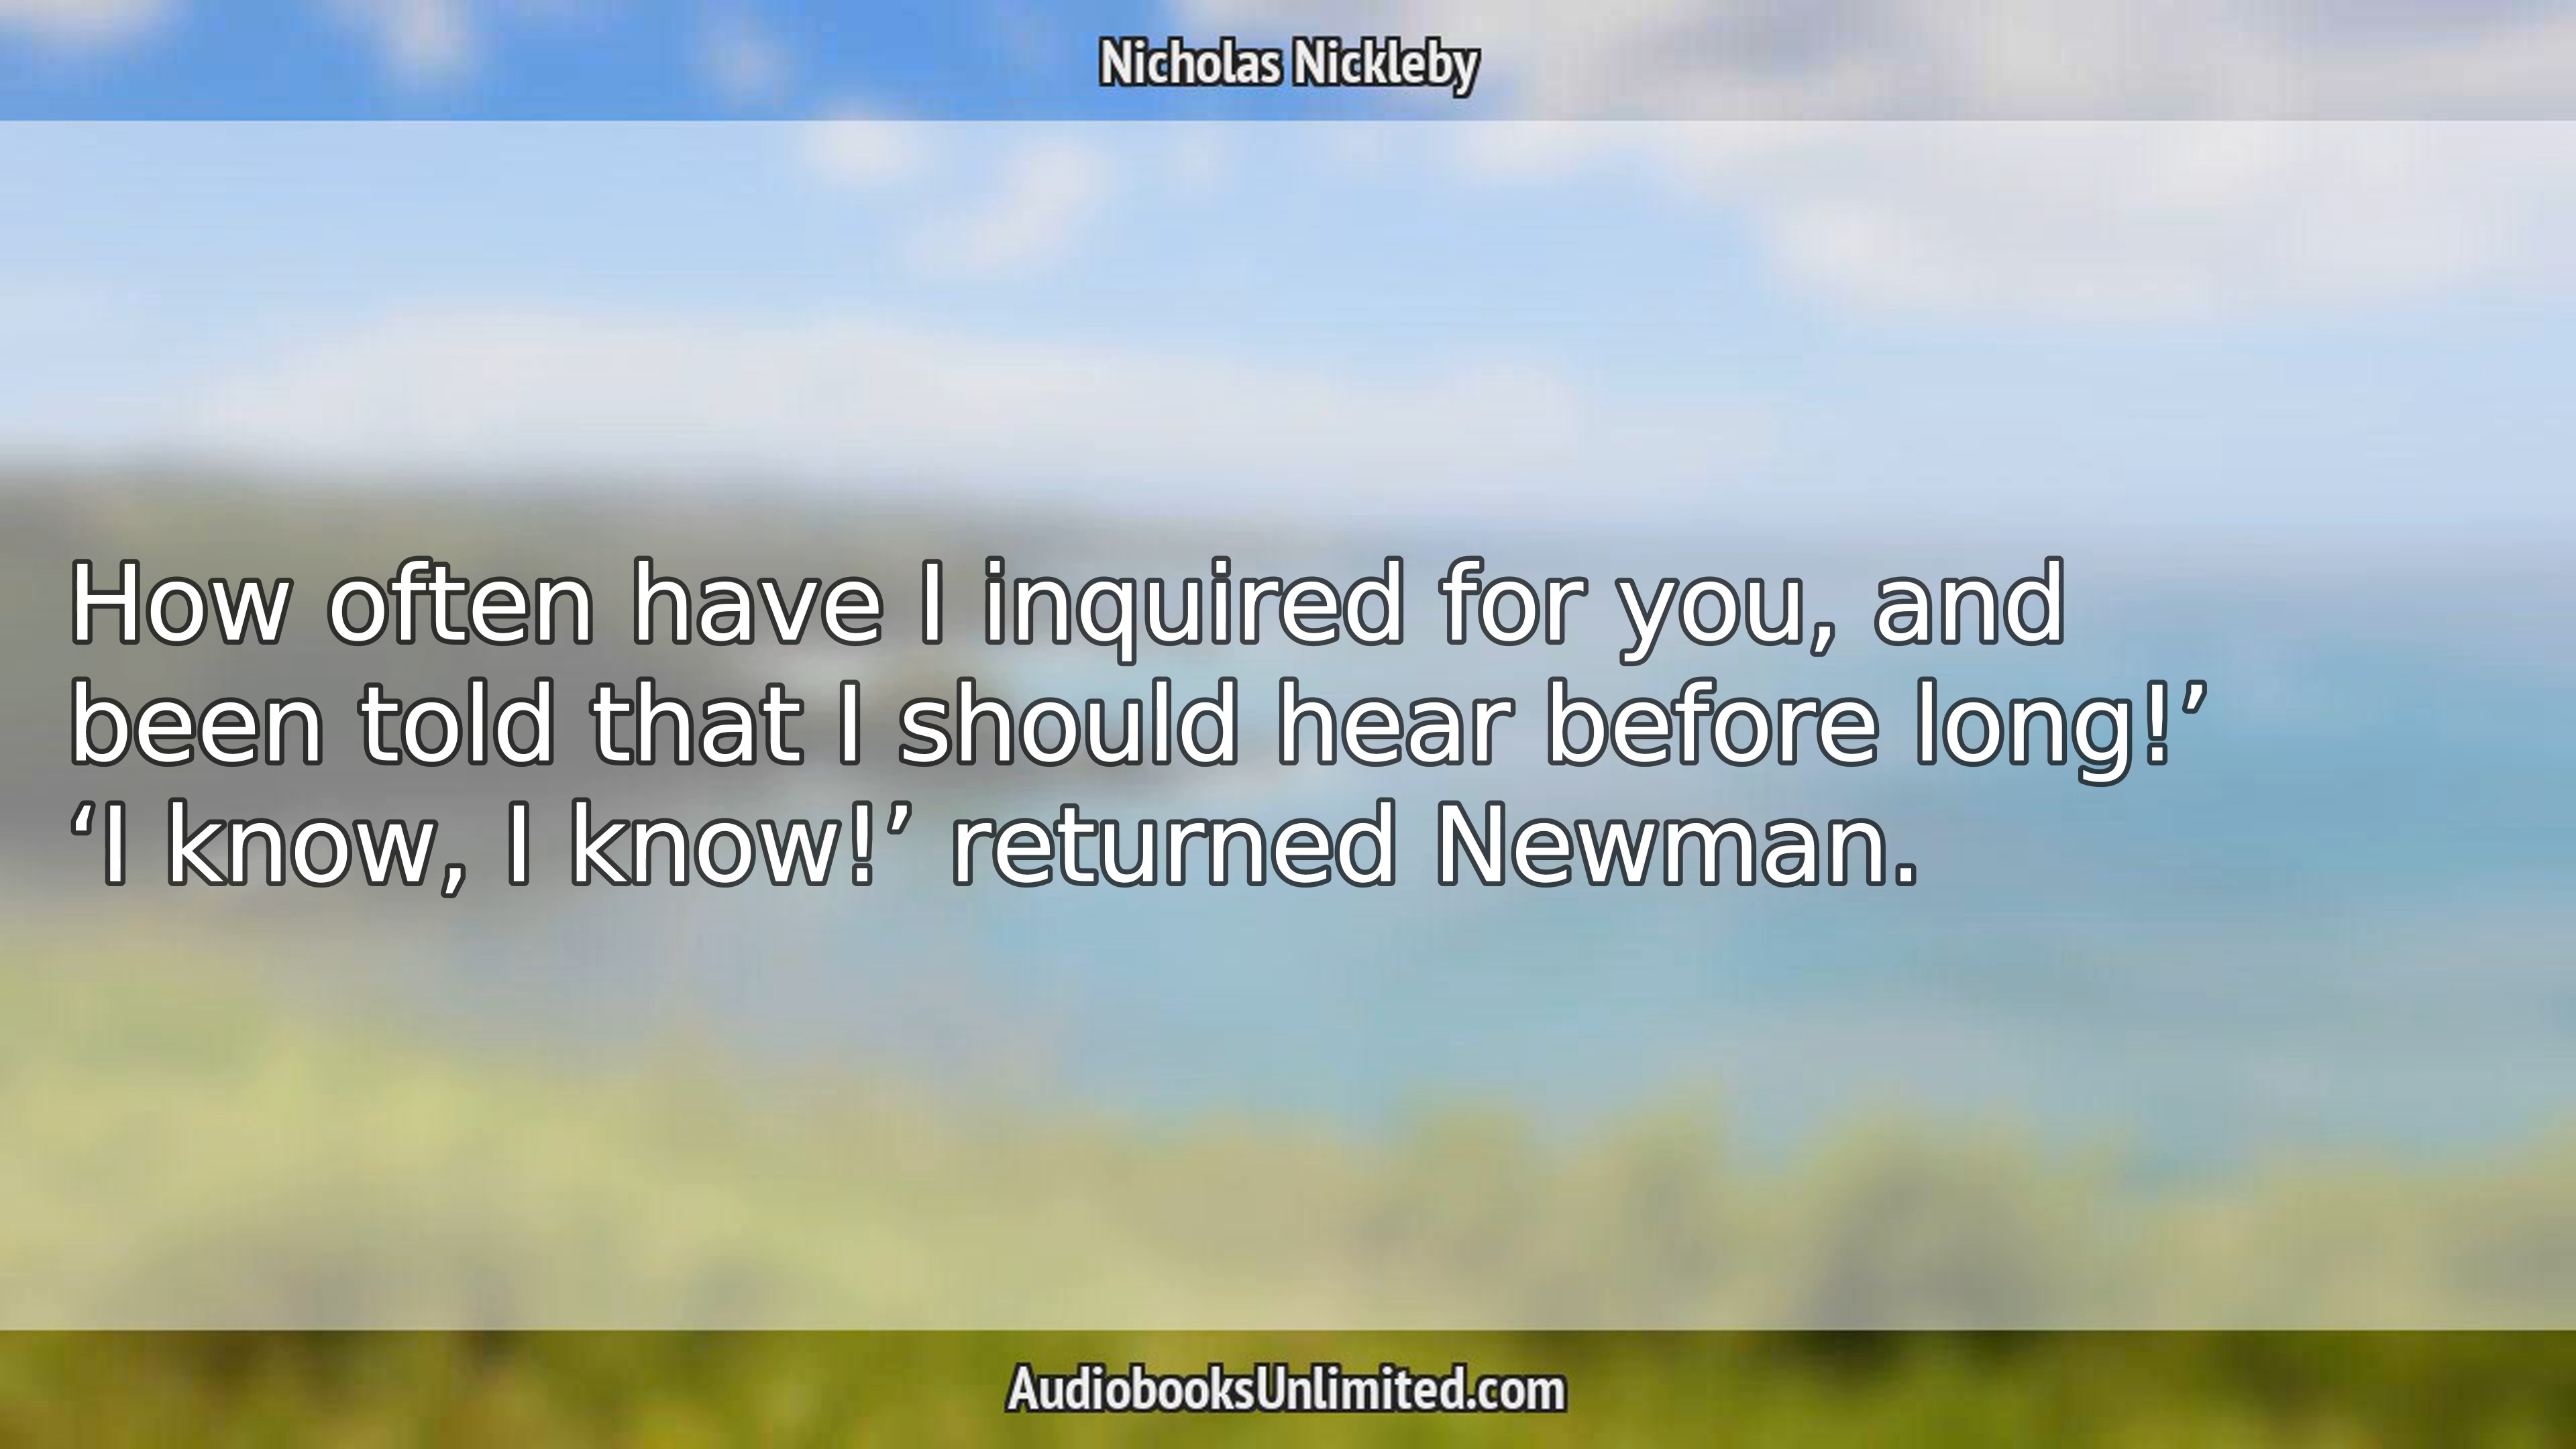 Nicholas Nickleby
How often have I inquired for you, and
been told that I should hear before long!’
‘I know, I know!’ returned Newman.
AudiobooksUnlimited.com